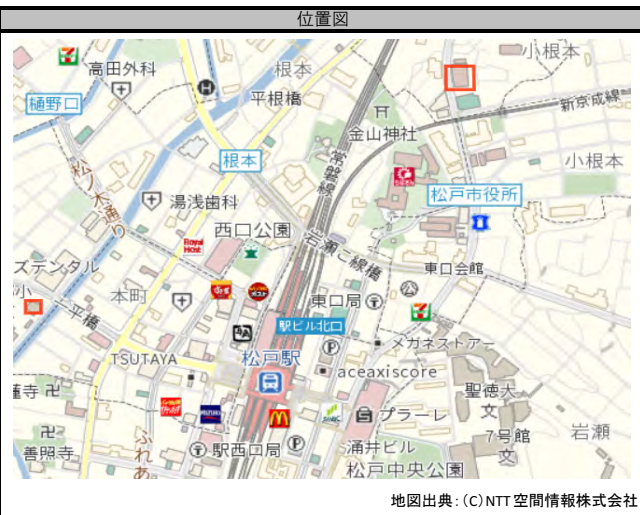 位置図
小根本
高田外科
根本
樋野口
平根橋
新京成線
金山神社
根本
常磐線
小根本
松戸市役所
松ノ木通り
湯浅歯科
西口公園
Royal Host
岩瀬こ線橋
東口会館
ズデンタル
小
本町
東口局
一平橋
駅ビル北口
メガネストアー
TSUTAYA
松戸駅
aceaxiscore
聖徳大
蓮寺
文
プラーレ
7号館
岩瀬
善照寺
ふれあ
駅西口局
涌井ビル
文
松戸中央公園
地図出典：(C)NTT空間情報株式会社